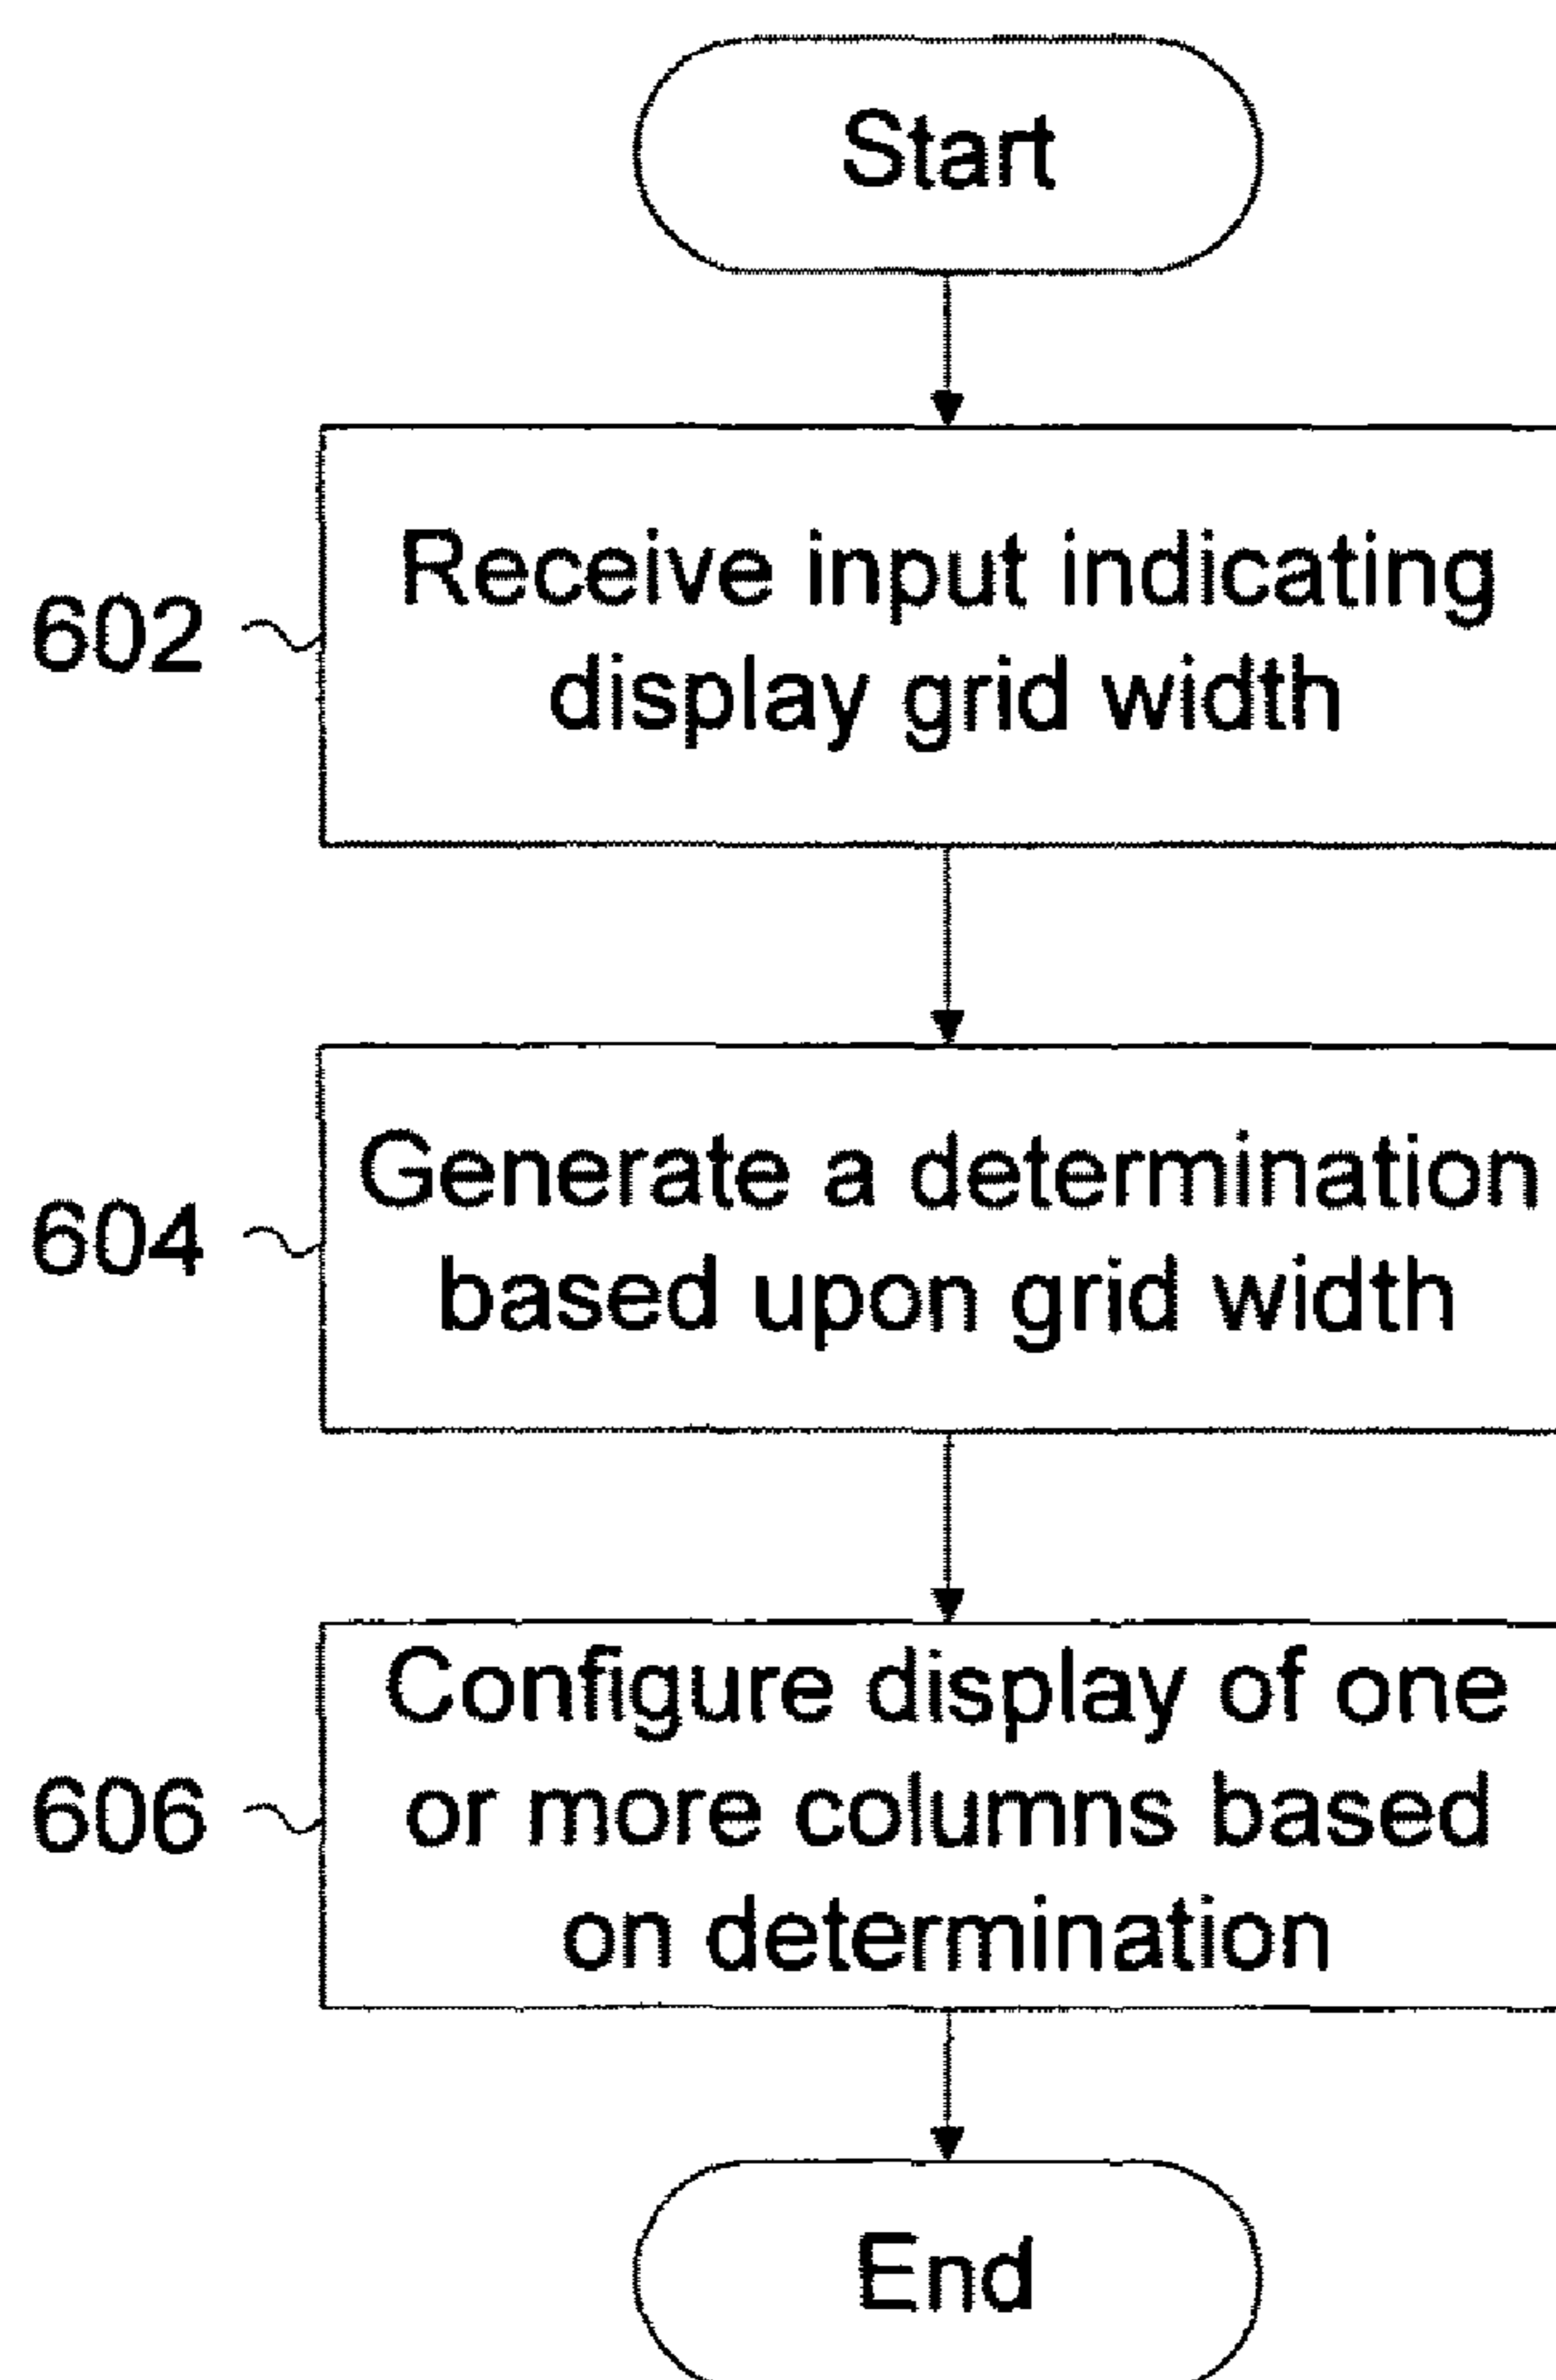 Start
602
Receive input indicating
display grid width
604
Generate a determination
based upon grid width
606
Configure display of one
or more columns based
on determination
End